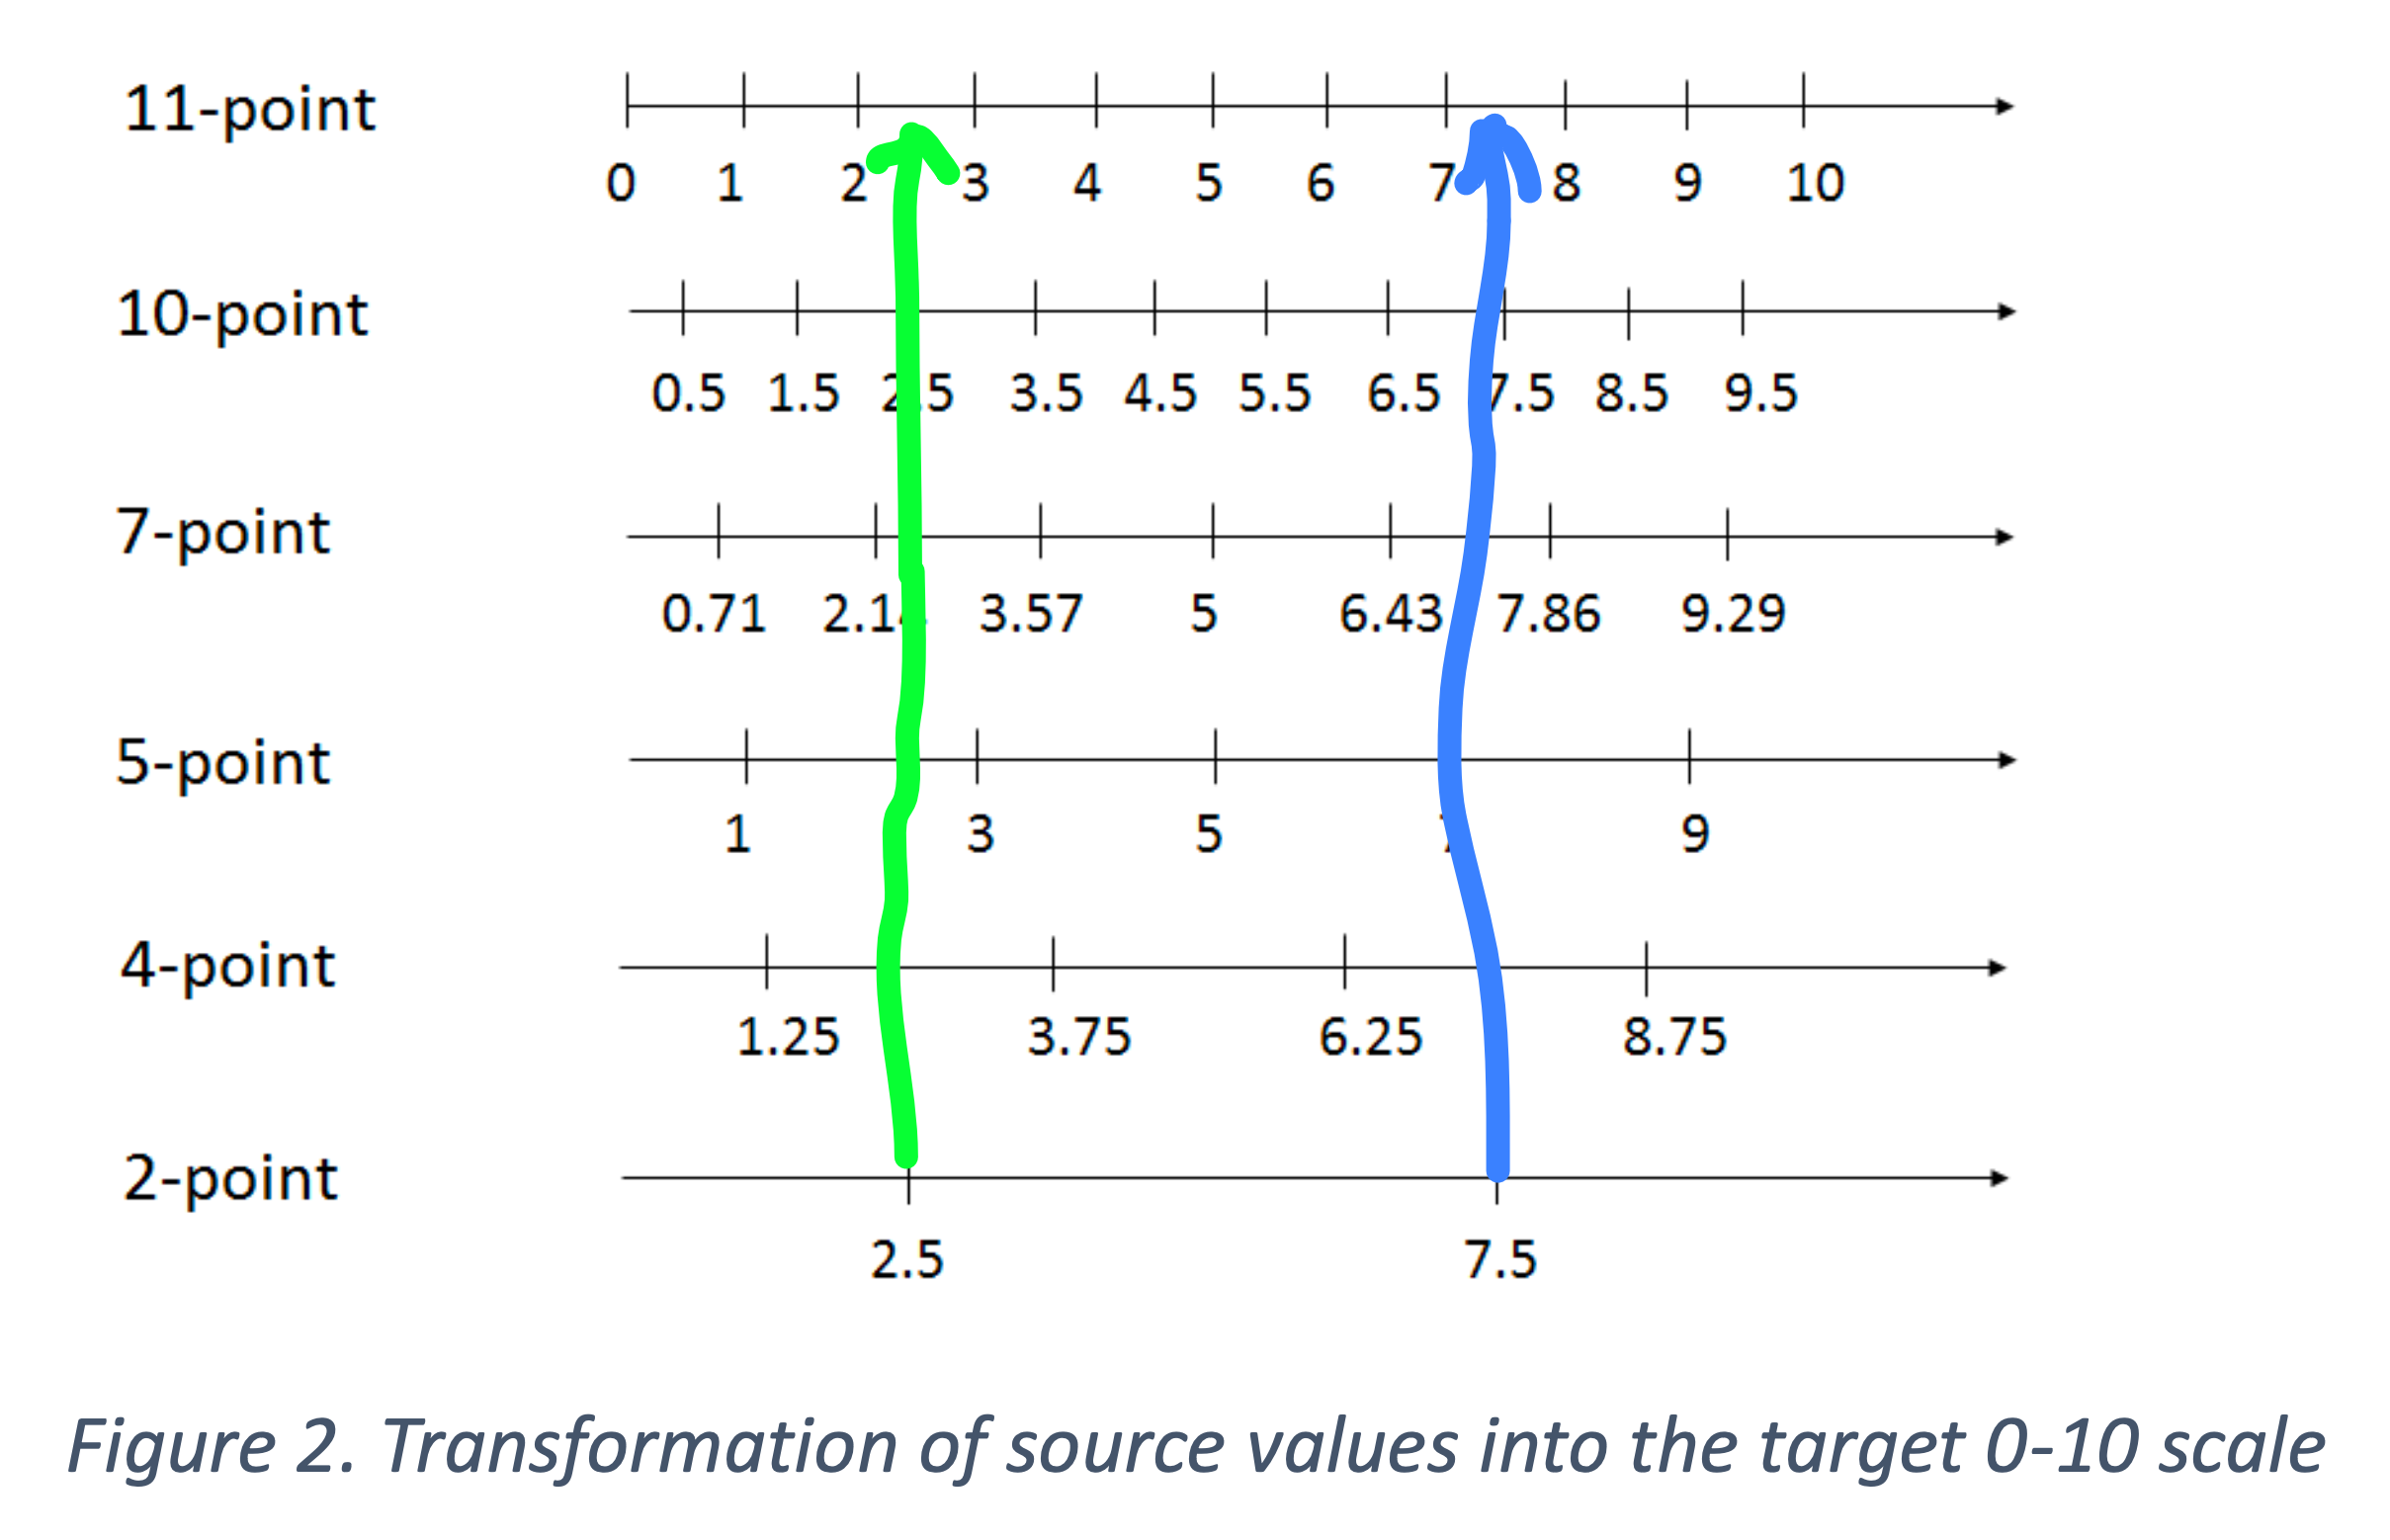 11-point
0 1 2 3 4 5 6 7 8 9 10
10-point
0.5 1.5 2.5 3.5 4.5 5.5 6.5 7.5 8.5 9.5
7-point
0.71 2.14 3.57 5 6.43 7.86 9.29
5-point
1 3 5 9
4-point
1.25 3.75 6.25 8.75
2-point
2.5 7.5
Figure 2. Transformation of source values into the target 0-10 scale